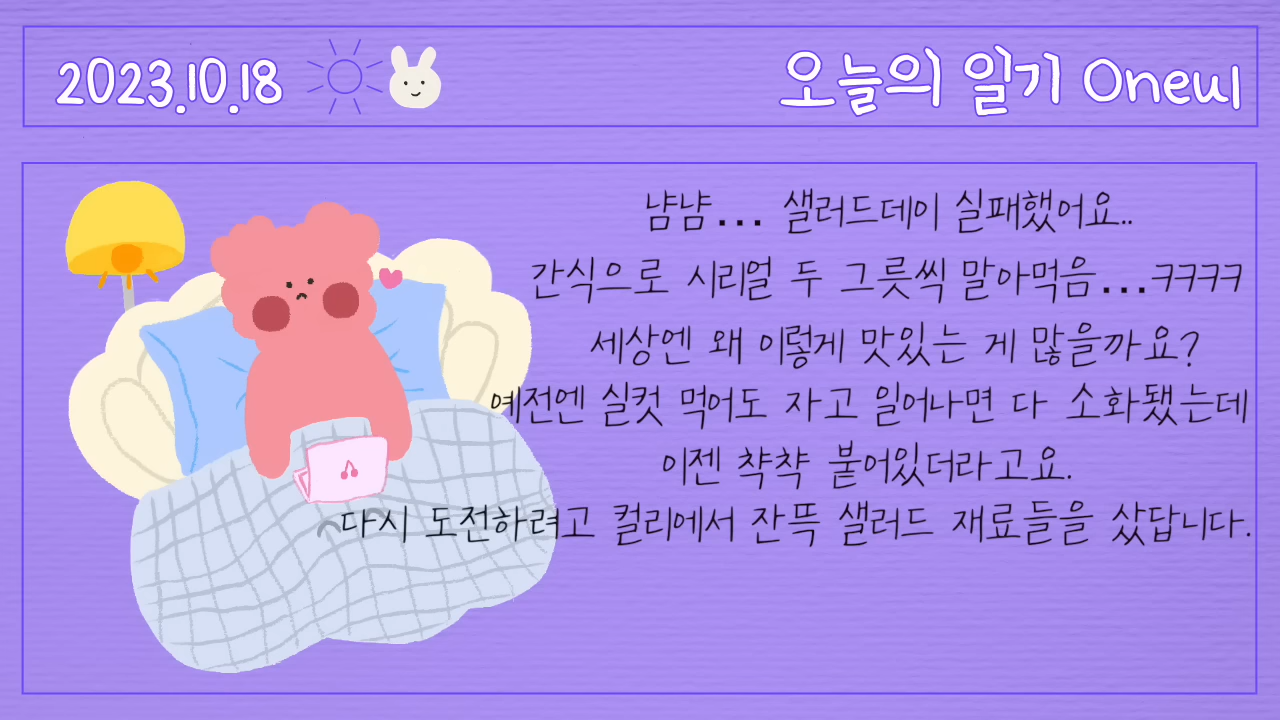 2023.10.18
오늘의 일기 Oneul
냠냠... 샐러드데이 실패했어요..
간식으로 시리얼 두 그릇씩 말아먹음...ㅋㅋㅋㅋ
세상엔 왜 이렇게 맛있는 게 많을까요?
예전엔 실컷 먹어도 자고 일어나면 다 소화됐는데
이젠 챡챡 붙어있더라고요.
다시 도전하려고 컬리에서 잔뜩 샐러드 재료들을 샀답니다.